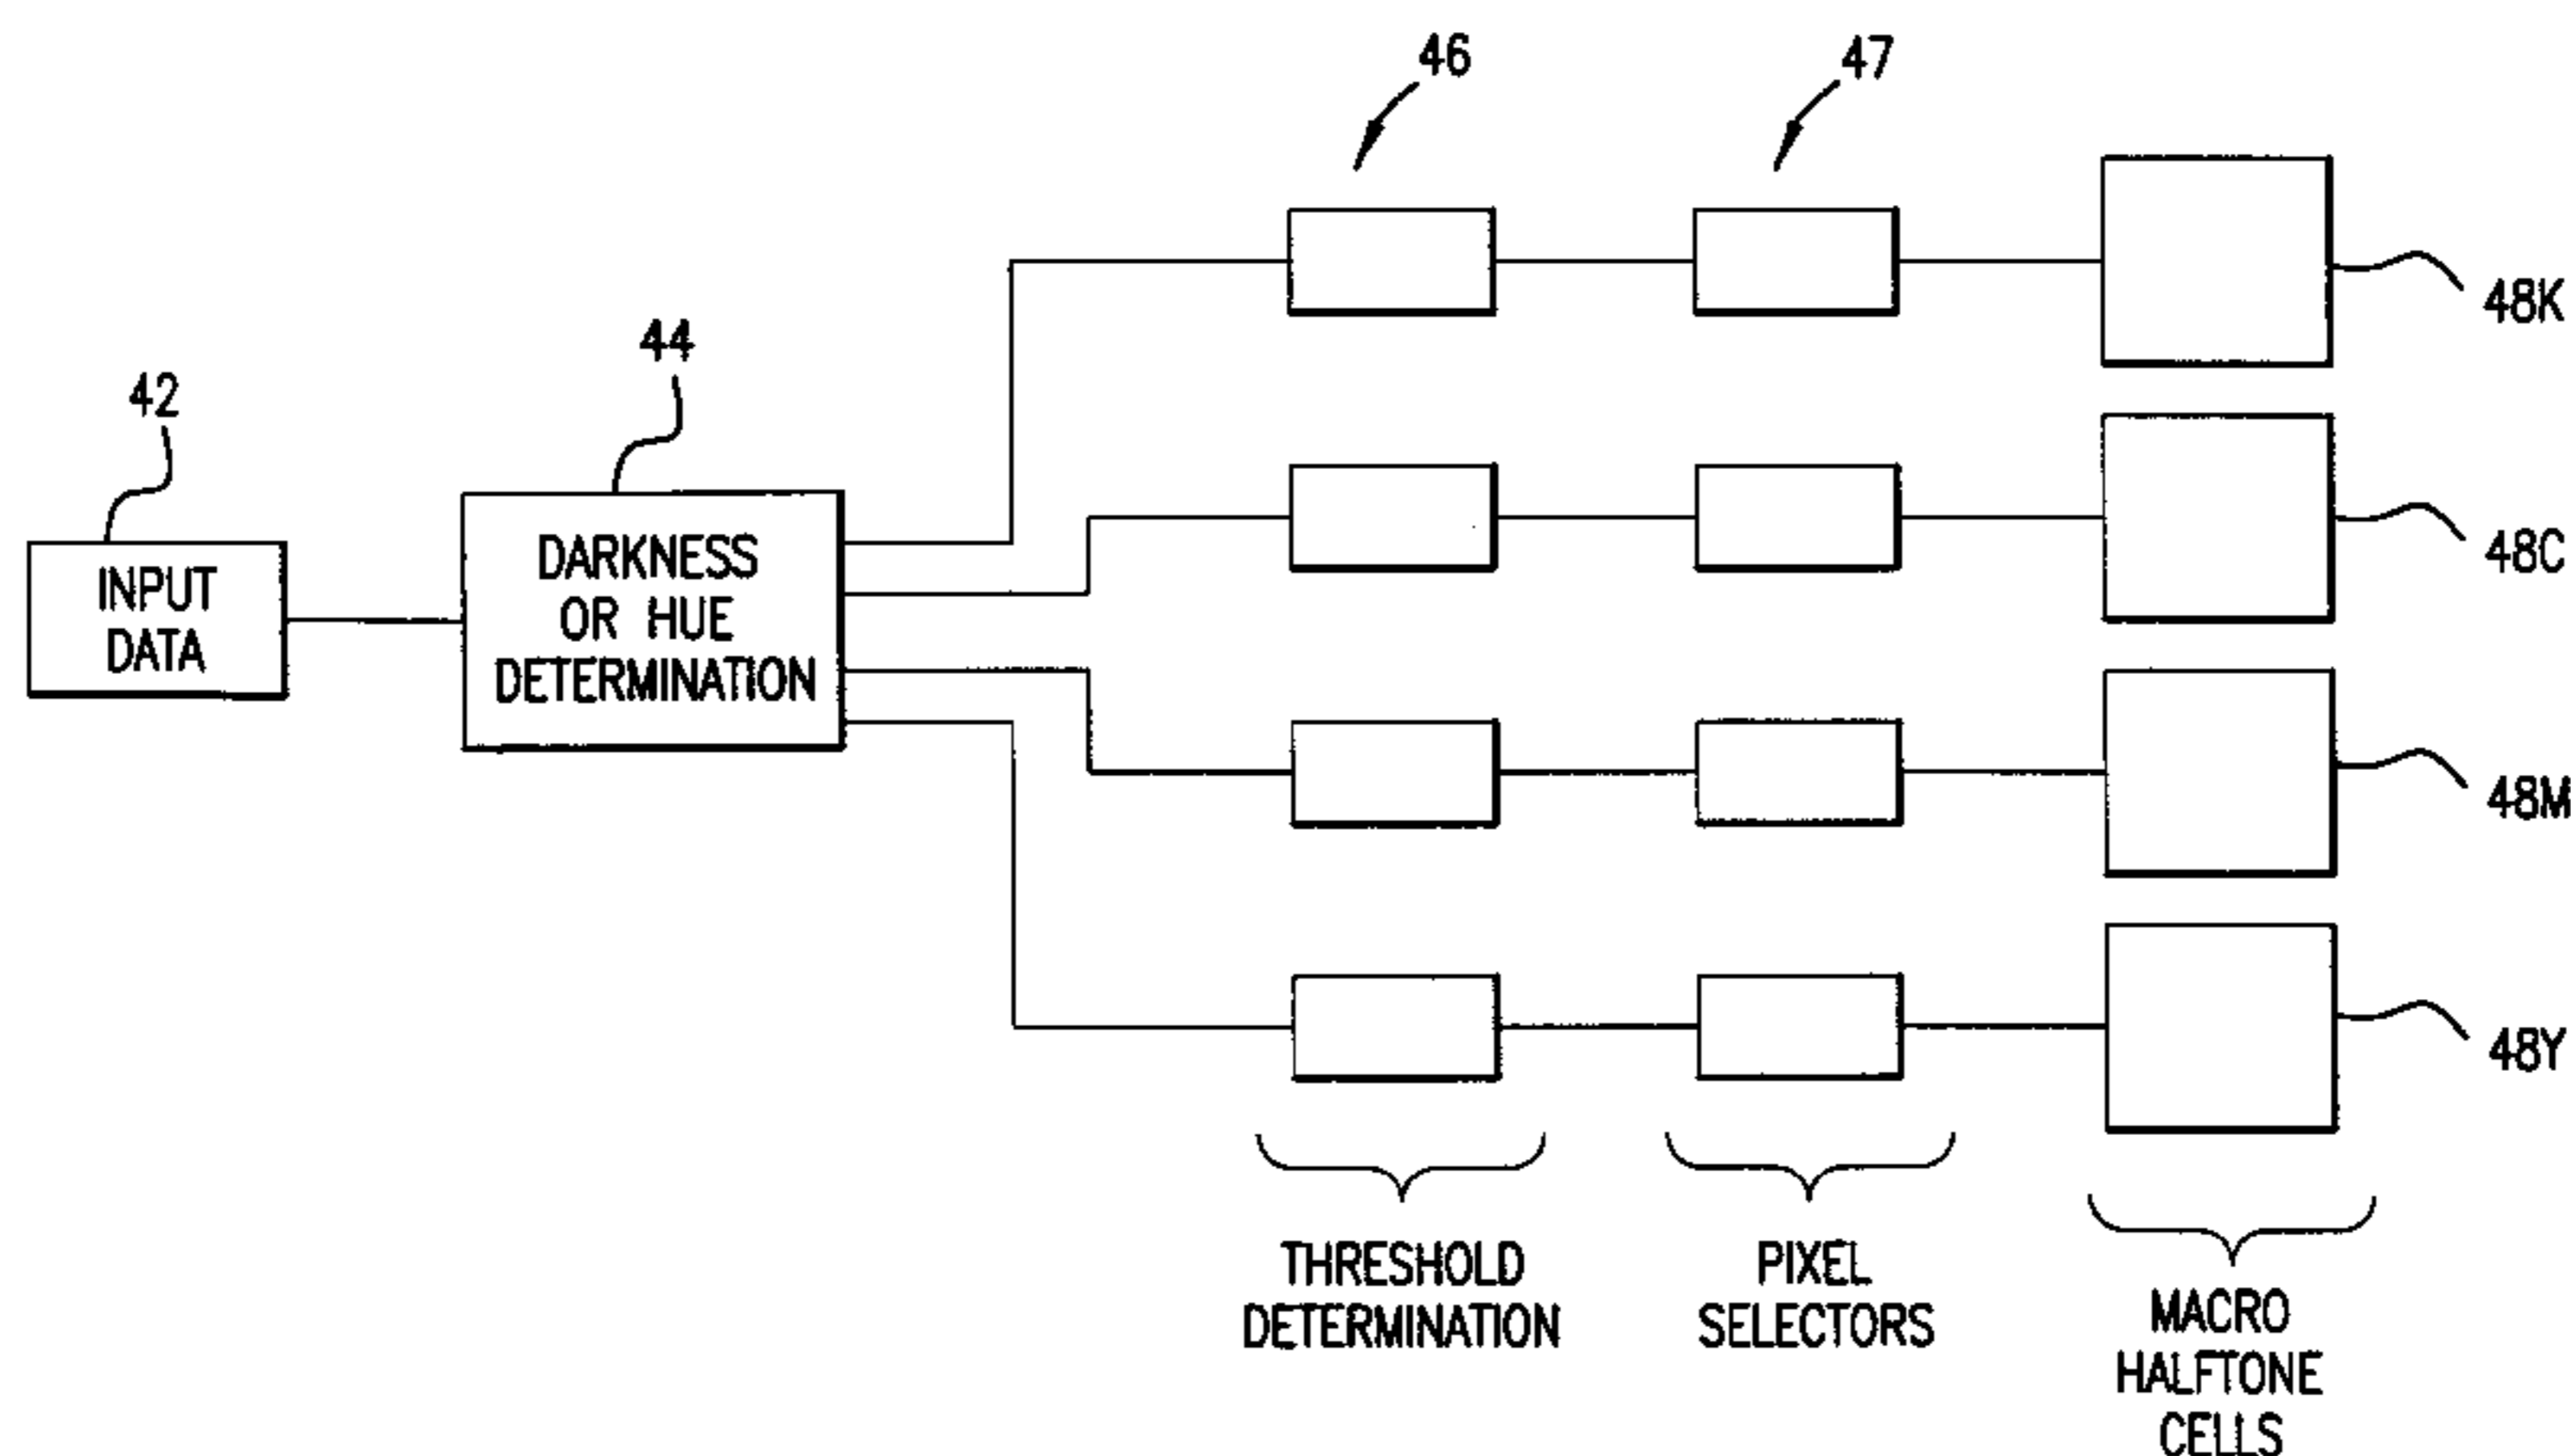 46
47
48K
44
42
DARKNESS
OR HUE
DETERMINATION
INPUT
DATA
48C
48M
48Y
THRESHOLD
DETERMINATION
PIXEL
SELECTORS
MACRO
HALFTONE
CELLS